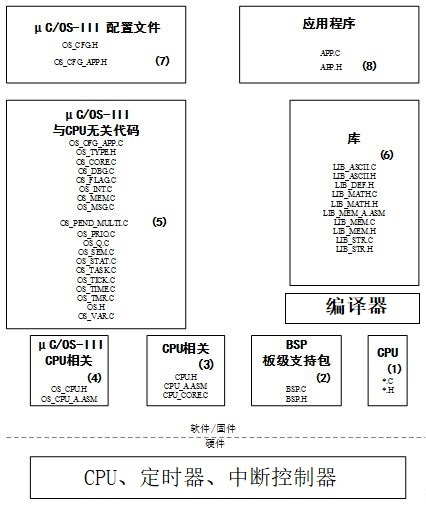 μC/OS-III 配置文件
OS_CFG.H
OS_CFG_APP.H
(7)
应用程序
APP.C
APP.H
(8)
μC/OS-III
与CPU无关代码
OS_CFG_APP.C
OS_TYPE.H
OS_CORE.C
OS_DBG.C
OS_FLAG.C
OS_INT.C
OS_MEM.C
OS_MSG.C
OS_PEND_MULTI.C
(5)
OS_PRIO.C
OS_Q.C
OS_SEM.C
OS_STAT.C
OS_TASK.C
OS_TICK.C
OS_TIME.C
OS_TMR.C
OS.H
OS_VAR.C
库
(6)
LIB_ASCII.C
LIB_ASCII.H
LIB_DEF.H
LIB_MATH.C
LIB_MATH.H
LIB_MEM_A.ASM
LIB_MEM.C
LIB_MEM.H
LIB_STR.C
LIB_STR.H
编译器
μC/OS-III
CPU相关
(4)
OS_CPU.H
OS_CPU_A.ASM
CPU相关
(3)
CPU.H
CPU_A.ASM
CPU_CORE.C
BSP
板级支持包
(2)
BSP.C
BSP.H
CPU
(1)
*.C
*.H
软件/固件
硬件
CPU、定时器、中断控制器